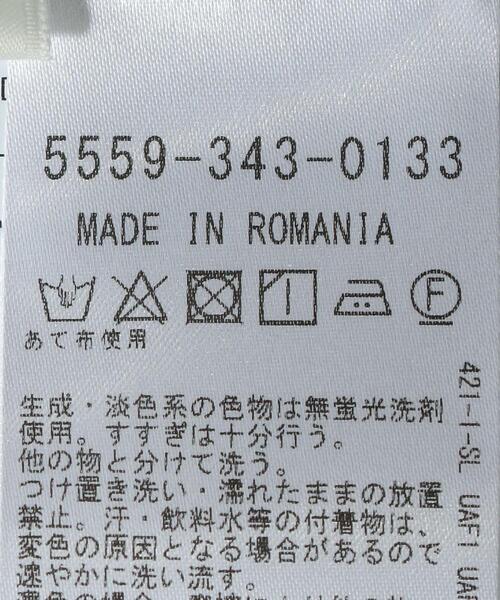 5559-343-0133
MADE IN ROMANIA
F
あて布使用
生成・淡色系の色物は無蛍光洗剤
使用。すすぎは十分行う。
他の物と分けて洗う。
つけ置き洗い・濡れたままの放置
禁止。汗・飲料水等の付着物は、
変色の原因となる場合があるので
速やかに洗い流す。
421-1-SL UAF1 UA